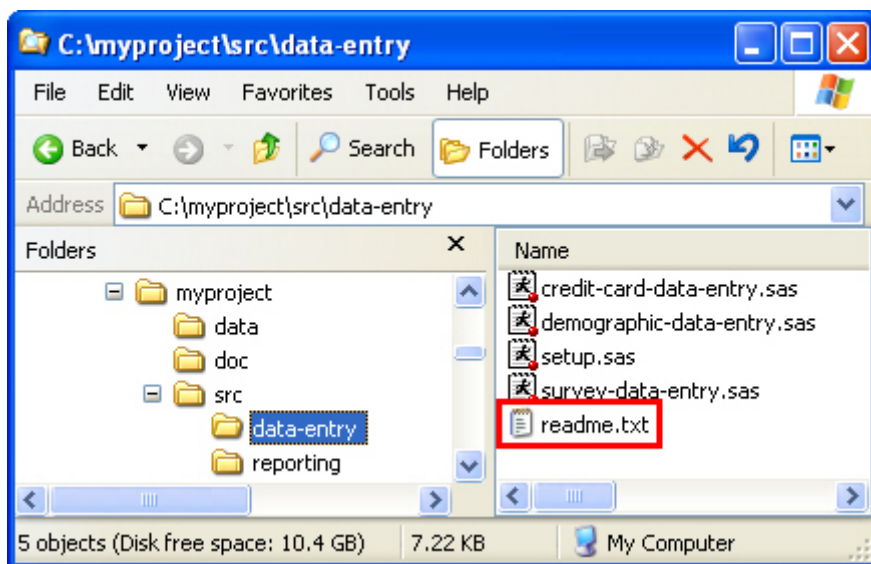 C:\myproject\src\data-entry
File Edit View Favorites Tools Help
Back Search Folders
Address C:\myproject\src\data-entry
Folders
myproject
data
doc
src
data-entry
reporting
Name
credit-card-data-entry.sas
demographic-data-entry.sas
setup.sas
survey-data-entry.sas
readme.txt
5 objects (Disk free space: 10.4 GB) 7.22 KB My Computer